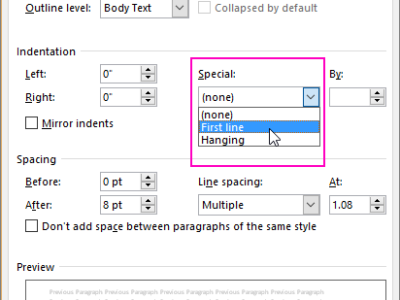 Outline level: Body Text Collapsed by default
Indentation
Left: 0" Special: By:
Right: 0" (none)
(none)
Mirror indents First line
Hanging
Spacing
Before: 0 pt Line spacing: At:
After: 8 pt Multiple 1.08
Don't add space between paragraphs of the same style
Preview
Previous Paragraph Previous Paragraph Previous Paragraph Previous Paragraph Previous Paragraph Previous Paragraph